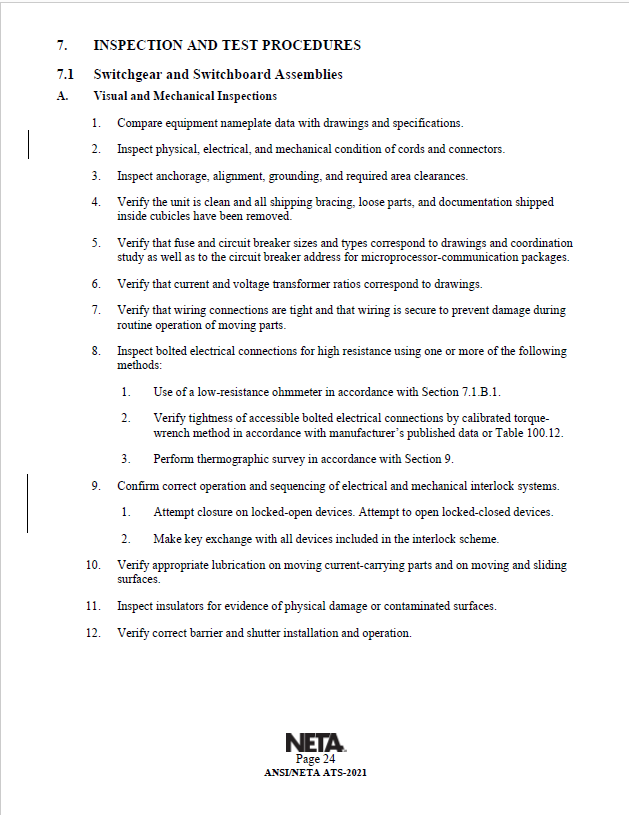 7. INSPECTION AND TEST PROCEDURES
7.1 Switchgear and Switchboard Assemblies
A. Visual and Mechanical Inspections
1. Compare equipment nameplate data with drawings and specifications.
2. Inspect physical, electrical, and mechanical condition of cords and connectors.
3. Inspect anchorage, alignment, grounding, and required area clearances.
4. Verify the unit is clean and all shipping bracing, loose parts, and documentation shipped
inside cubicles have been removed.
5. Verify that fuse and circuit breaker sizes and types correspond to drawings and coordination
study as well as to the circuit breaker address for microprocessor-communication packages.
6. Verify that current and voltage transformer ratios correspond to drawings.
7. Verify that wiring connections are tight and that wiring is secure to prevent damage during
routine operation of moving parts.
8. Inspect bolted electrical connections for high resistance using one or more of the following
methods:
1. Use of a low-resistance ohmmeter in accordance with Section 7.1.B.1.
2. Verify tightness of accessible bolted electrical connections by calibrated torque-
wrench method in accordance with manufacturer's published data or Table 100.12.
3. Perform thermographic survey in accordance with Section 9.
9. Confirm correct operation and sequencing of electrical and mechanical interlock systems.
1. Attempt closure on locked-open devices. Attempt to open locked-closed devices.
2. Make key exchange with all devices included in the interlock scheme.
10. Verify appropriate lubrication on moving current-carrying parts and on moving and sliding
surfaces.
11. Inspect insulators for evidence of physical damage or contaminated surfaces.
12. Verify correct barrier and shutter installation and operation.
NETA
Page 24
ANSI/NETA ATS-2021